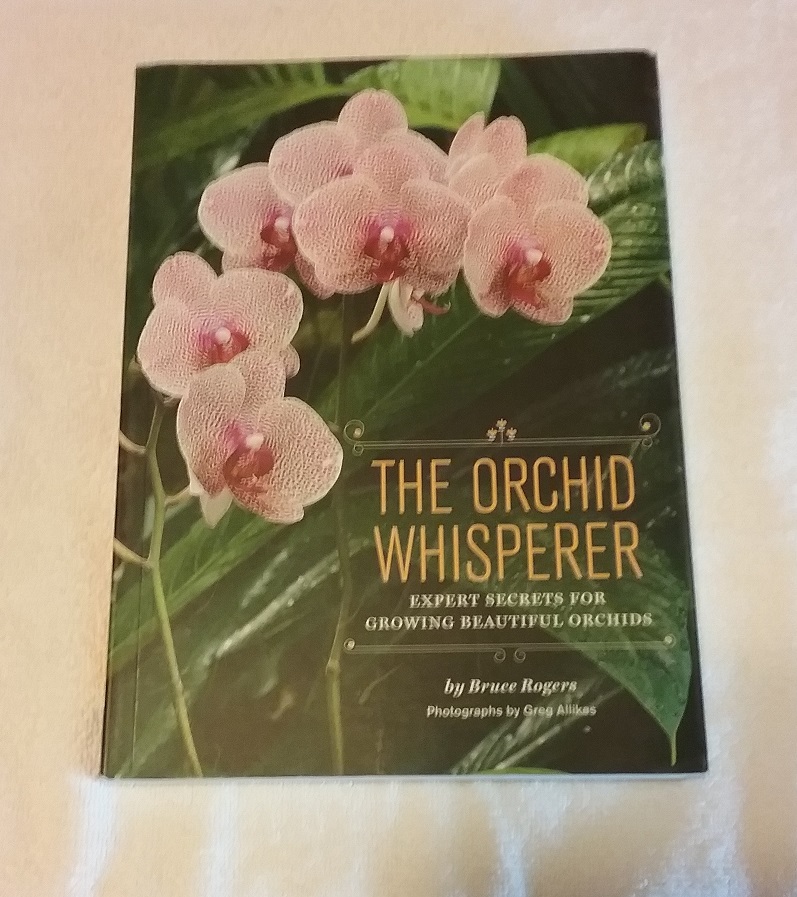 THE ORCHID
WHISPERER
EXPERT SECRETS FOR
GROWING BEAUTIFUL ORCHIDS
by Bruce Rogers
Photographs by Greg Allikas